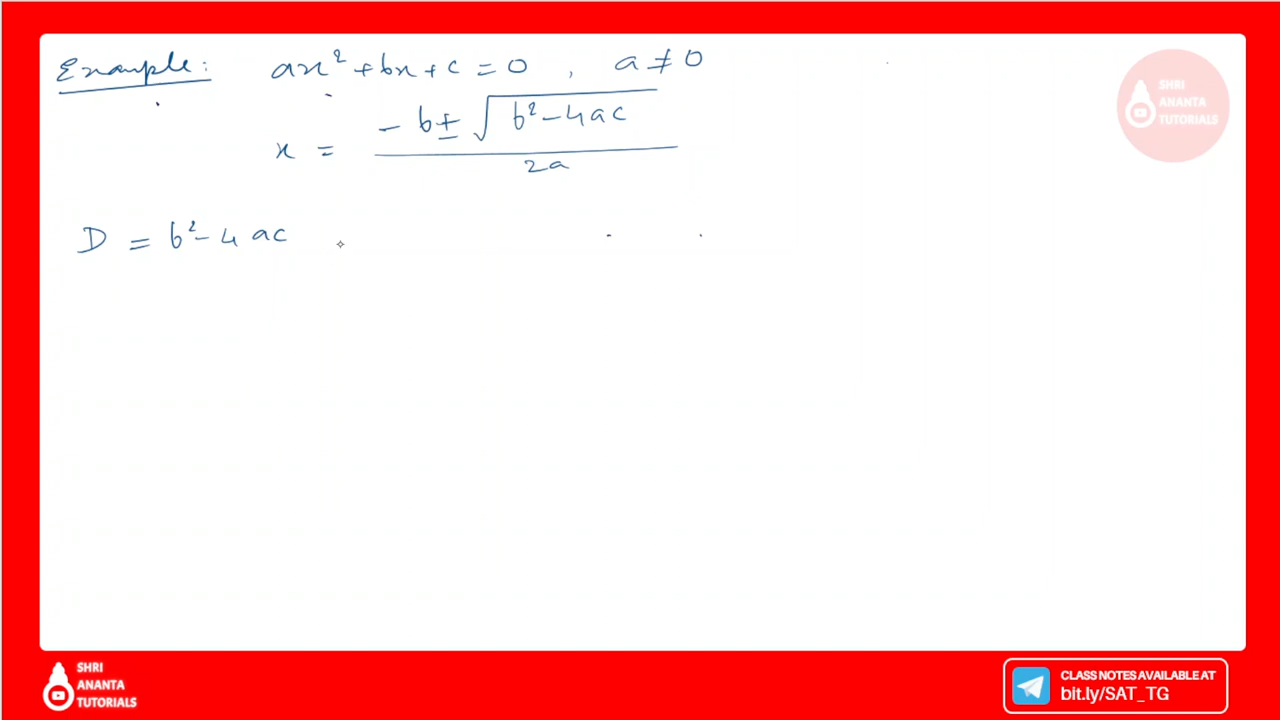 Example: ax² + bx + c = 0 , a ≠ 0
x = - b ± √b² - 4ac / 2a
D = b² - 4ac
SHRI
ANANTA
TUTORIALS
SHRI
ANANTA
TUTORIALS
CLASS NOTES AVAILABLE AT
bit.ly/SAT_TG